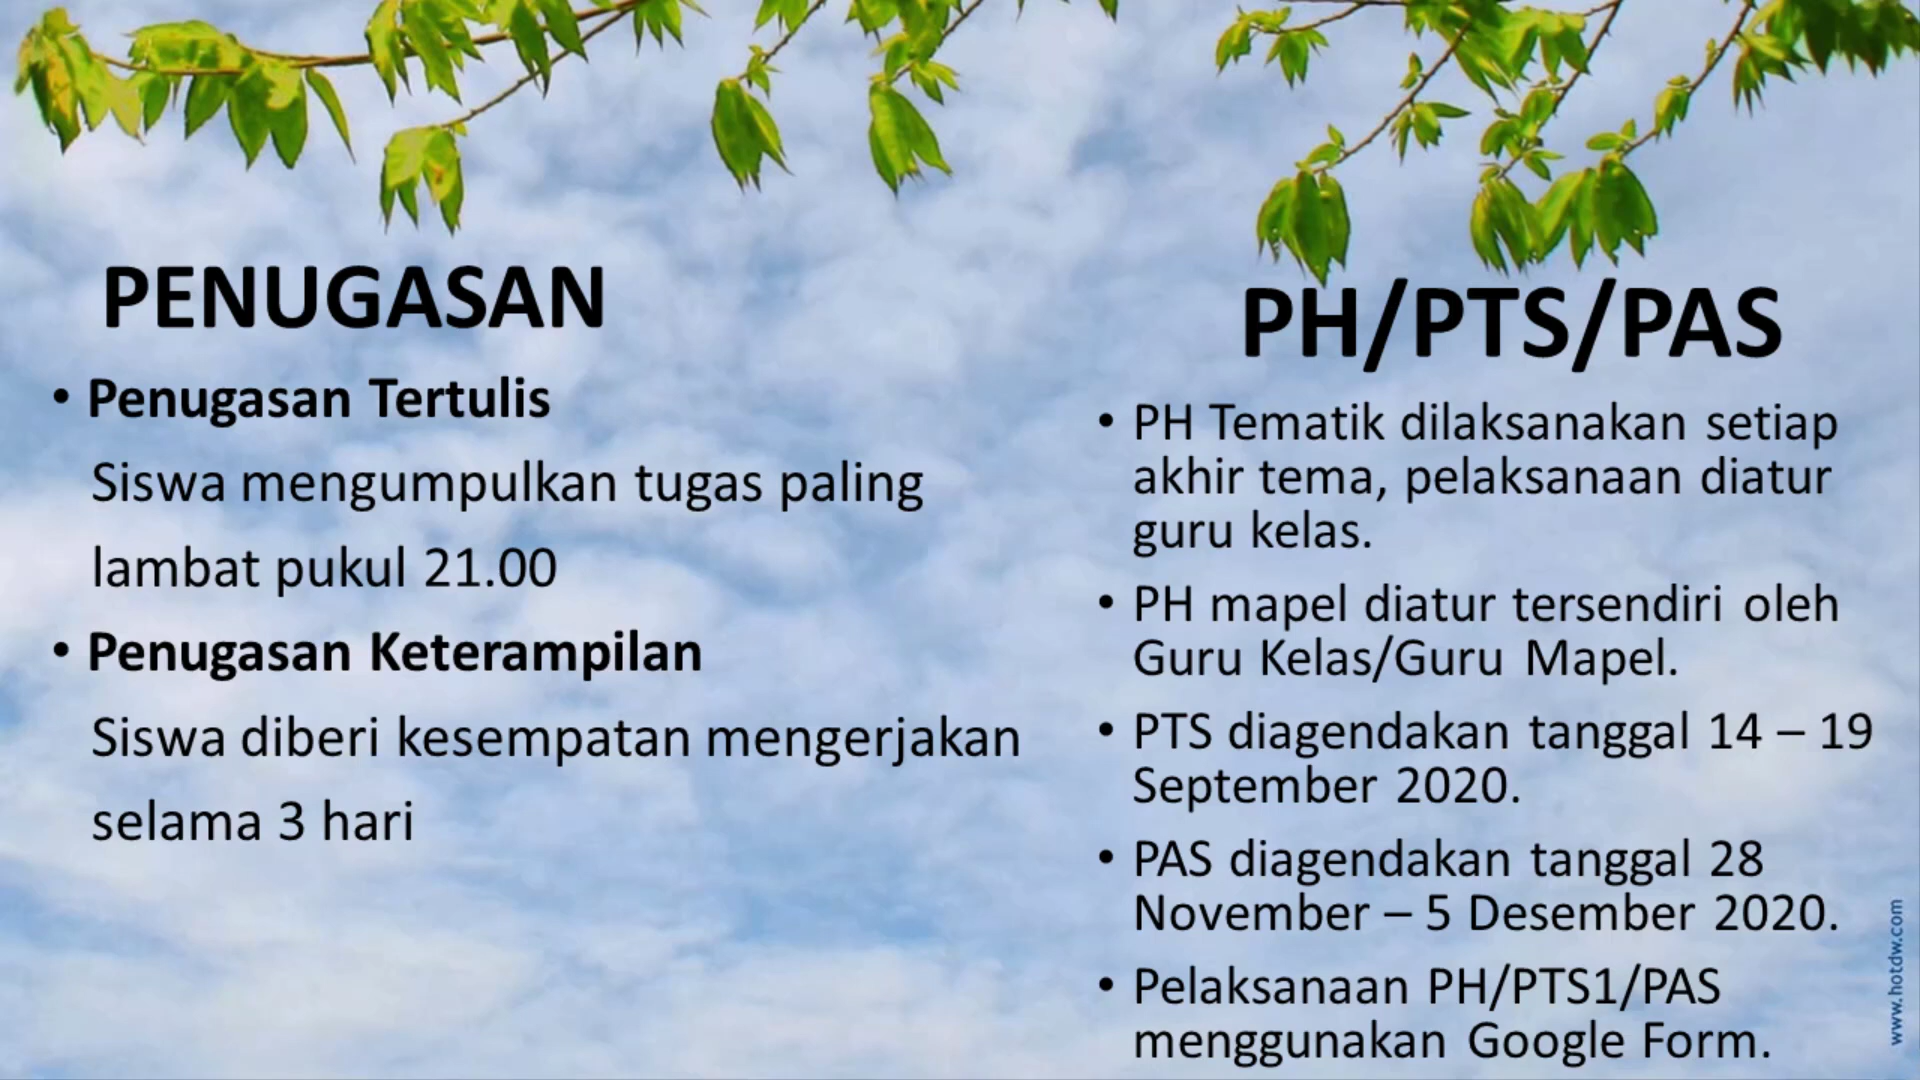 PENUGASAN
• Penugasan Tertulis
Siswa mengumpulkan tugas paling
lambat pukul 21.00
• Penugasan Keterampilan
Siswa diberi kesempatan mengerjakan
selama 3 hari
PH/PTS/PAS
• PH Tematik dilaksanakan setiap
akhir tema, pelaksanaan diatur
guru kelas.
• PH mapel diatur tersendiri oleh
Guru Kelas/Guru Mapel.
• PTS diagendakan tanggal 14 – 19
September 2020.
• PAS diagendakan tanggal 28
November – 5 Desember 2020.
• Pelaksanaan PH/PTS1/PAS
menggunakan Google Form.
www.hotdw.com